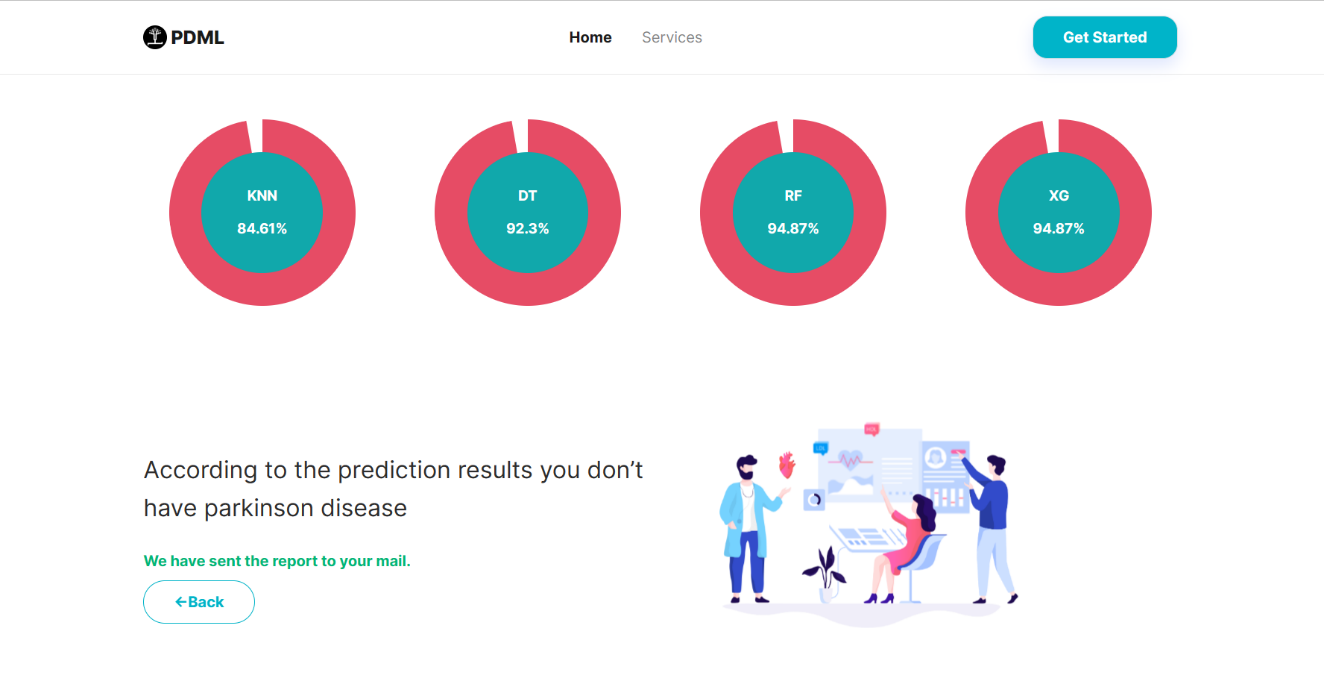 PDML
Home
Services
Get Started
KNN
84.61%
DT
92.3%
RF
94.87%
XG
94.87%
According to the prediction results you don’t
have parkinson disease
We have sent the report to your mail.
←Back